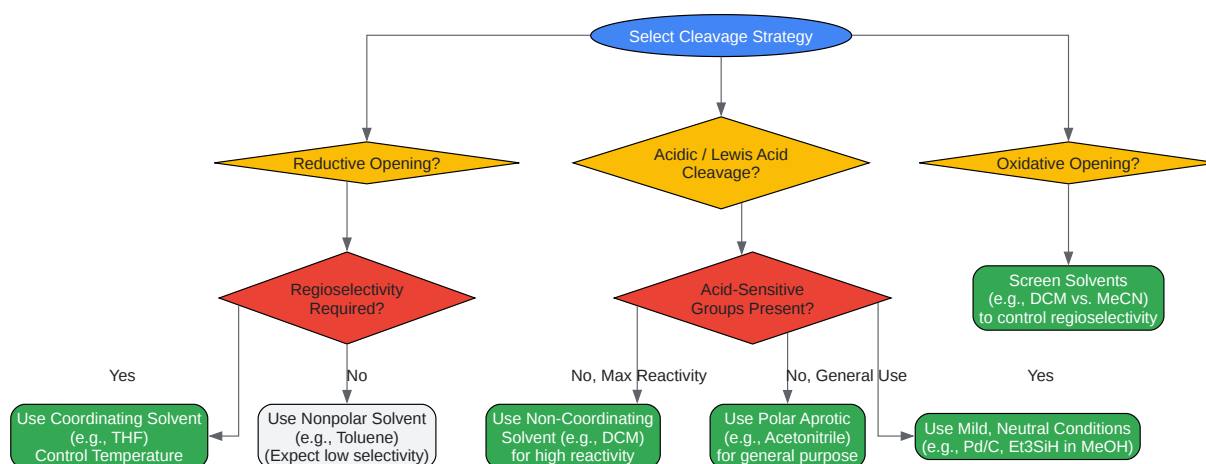 Select Cleavage Strategy
Reductive Opening?
Acidic / Lewis Acid
Cleavage?
Oxidative Opening?
Regioselectivity
Required?
Acid-Sensitive
Groups Present?
Screen Solvents
(e.g., DCM vs. MeCN)
to control regioselectivity
Yes
No
No, Max Reactivity
No, General Use
Yes
Use Coordinating Solvent
(e.g., THF)
Control Temperature
Use Nonpolar Solvent
(e.g., Toluene)
(Expect low selectivity)
Use Non-Coordinating
Solvent (e.g., DCM)
for high reactivity
Use Polar Aprotic
(e.g., Acetonitrile)
for general purpose
Use Mild, Neutral Conditions
(e.g., Pd/C, Et3SiH in MeOH)